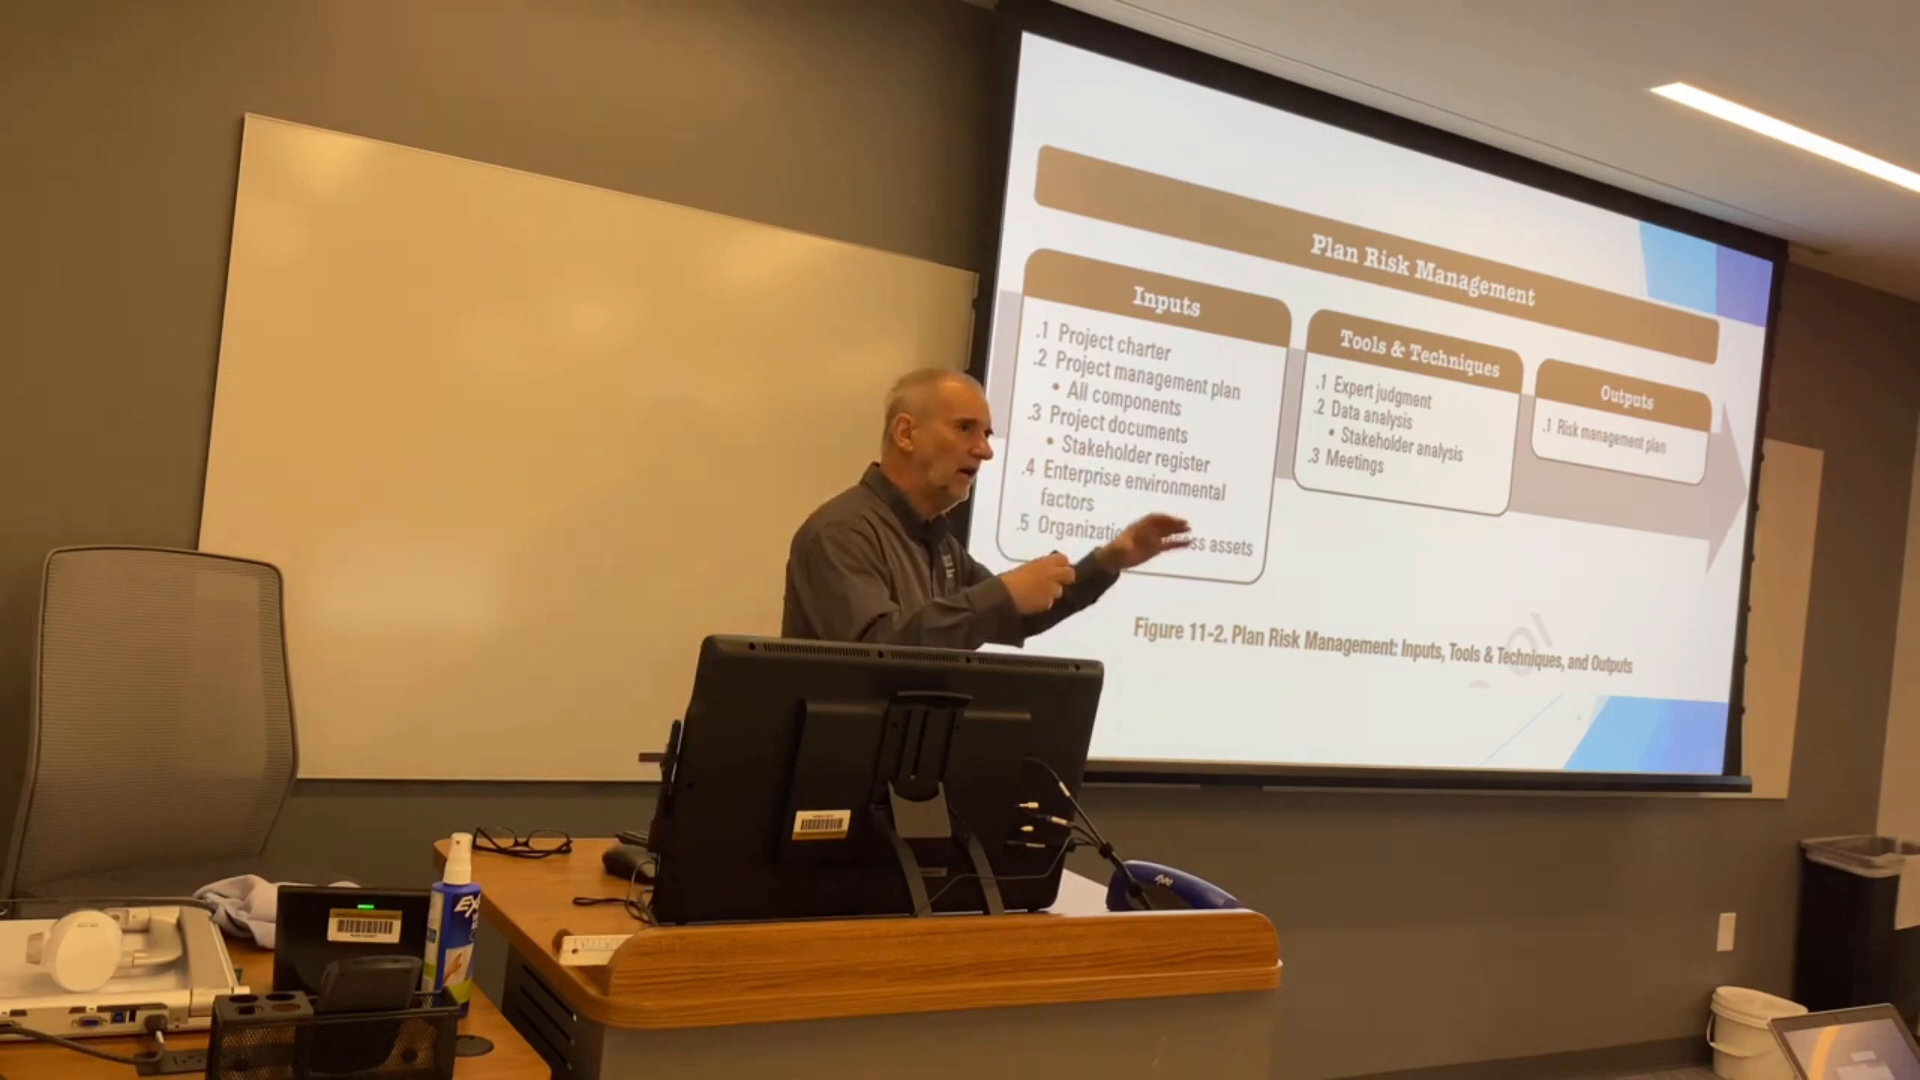 Plan Risk Management
Inputs
.1 Project charter
.2 Project management plan
• All components
.3 Project documents
• Stakeholder register
.4 Enterprise environmental
factors
.5 assets
Tools & Techniques
.1 Expert judgment
.2 Data analysis
• Stakeholder analysis
.3 Meetings
Outputs
.1 Risk management plan
Figure 11-2. Plan Risk Management: Inputs, Tools & Techniques, and Outputs